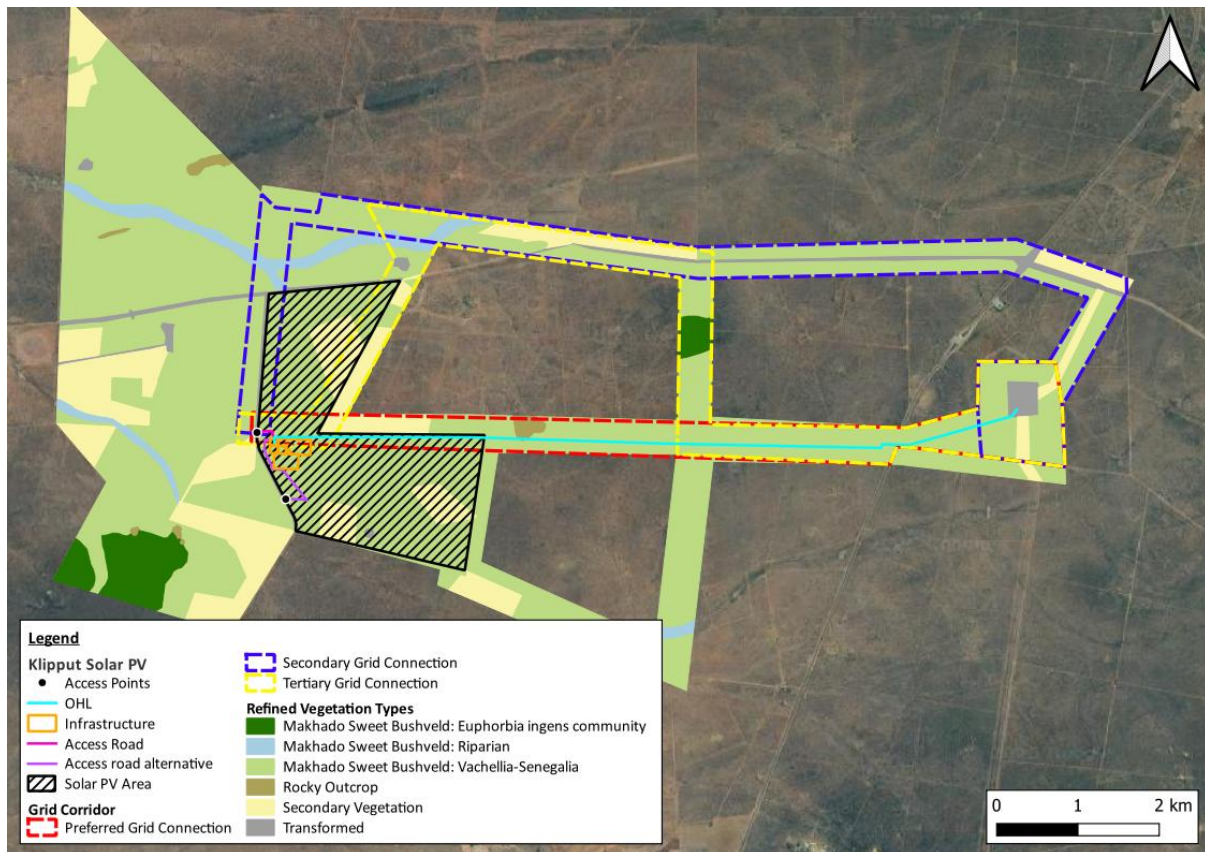 Legend
Klipput Solar PV
Access Points
OHL
Infrastructure
Access Road
Access road alternative
Solar PV Area
Grid Corridor
Preferred Grid Connection
Secondary Grid Connection
Tertiary Grid Connection
Refined Vegetation Types
Makhado Sweet Bushveld: Euphorbia ingens community
Makhado Sweet Bushveld: Riparian
Makhado Sweet Bushveld: Vachellia-Senegalia
Rocky Outcrop
Secondary Vegetation
Transformed
0 1 2 km